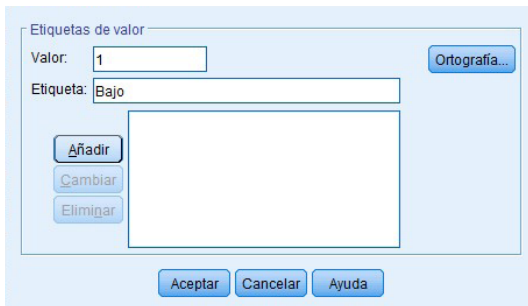 Etiquetas de valor
Valor: 1
Ortografía...
Etiqueta: Bajo
Añadir
Cambiar
Eliminar
Aceptar Cancelar Ayuda